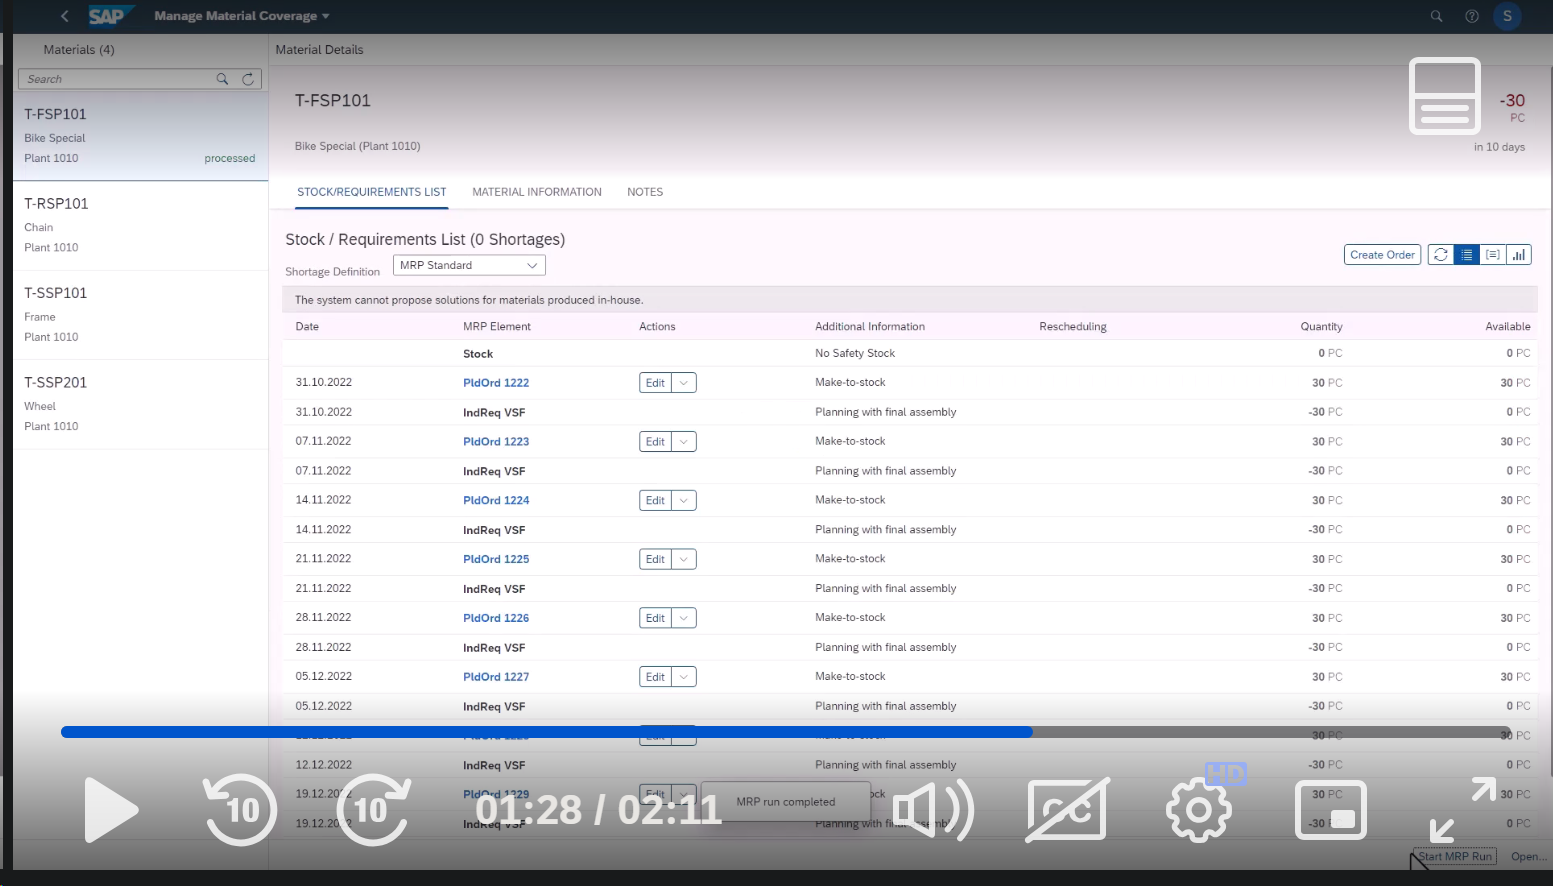 SAP Manage Material Coverage
S
Materials (4)
Search
T-FSP101
Bike Special
Plant 1010 processed
T-RSP101
Chain
Plant 1010
T-SSP101
Frame
Plant 1010
T-SSP201
Wheel
Plant 1010
Material Details
T-FSP101 -30
PC
Bike Special (Plant 1010) in 10 days
STOCK/REQUIREMENTS LIST MATERIAL INFORMATION NOTES
Stock / Requirements List (0 Shortages)
Create Order
Shortage Definition MRP Standard
The system cannot propose solutions for materials produced in-house.
Date MRP Element Actions Additional Information Rescheduling Quantity Available
Stock No Safety Stock 0 PC 0 PC
31.10.2022 PldOrd 1222 Edit Make-to-stock 30 PC 30 PC
31.10.2022 IndReq VSF Planning with final assembly -30 PC 0 PC
07.11.2022 PldOrd 1223 Edit Make-to-stock 30 PC 30 PC
07.11.2022 IndReq VSF Planning with final assembly -30 PC 0 PC
14.11.2022 PldOrd 1224 Edit Make-to-stock 30 PC 30 PC
14.11.2022 IndReq VSF Planning with final assembly -30 PC 0 PC
21.11.2022 PldOrd 1225 Edit Make-to-stock 30 PC 30 PC
21.11.2022 IndReq VSF Planning with final assembly -30 PC 0 PC
28.11.2022 PldOrd 1226 Edit Make-to-stock 30 PC 30 PC
28.11.2022 IndReq VSF Planning with final assembly -30 PC 0 PC
05.12.2022 PldOrd 1227 Edit Make-to-stock 30 PC 30 PC
05.12.2022 IndReq VSF Planning with final assembly -30 PC 0 PC
Edit 30 PC 30 PC
12.12.2022 IndReq VSF Planning with final assembly -30 PC 0 PC
19.12.2022 PldOrd 1229 Edit 30 PC 30 PC
19.12.2022 IndReq VSF Planning with final -30 PC 0 PC
MRP run completed
10 10 01:28 / 02:11 CC HD
Start MRP Run Open...